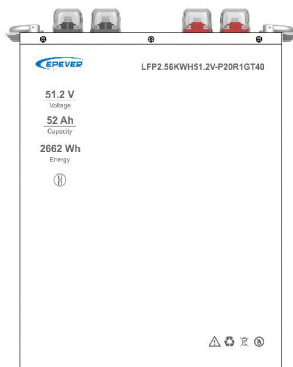 EPEVER
LFP2.56KWH51.2V-P20R1GT40
51.2 V
Voltage
52 Ah
Capacity
2662 Wh
Energy